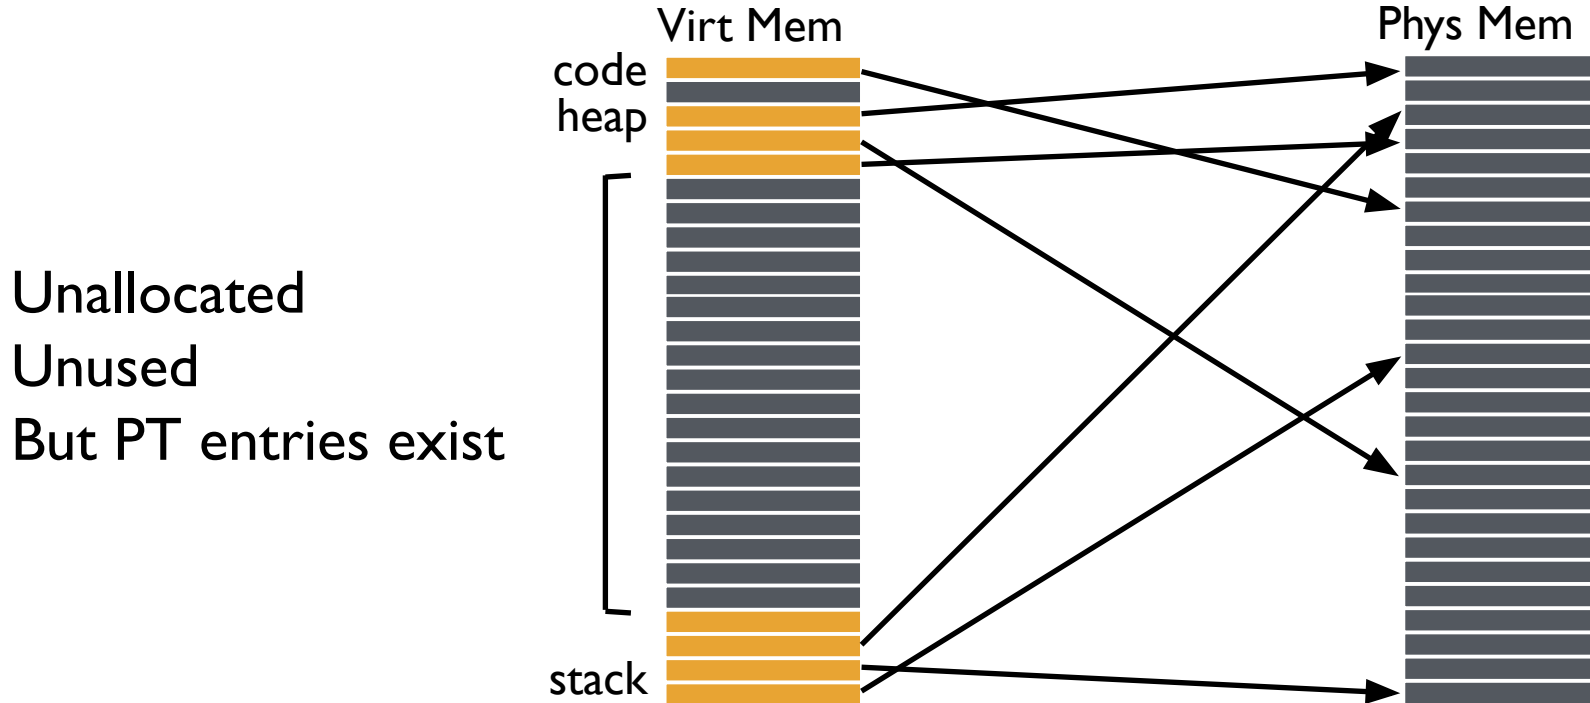 Virt Mem
Phys Mem
code
heap
Unallocated
Unused
But PT entries exist
stack